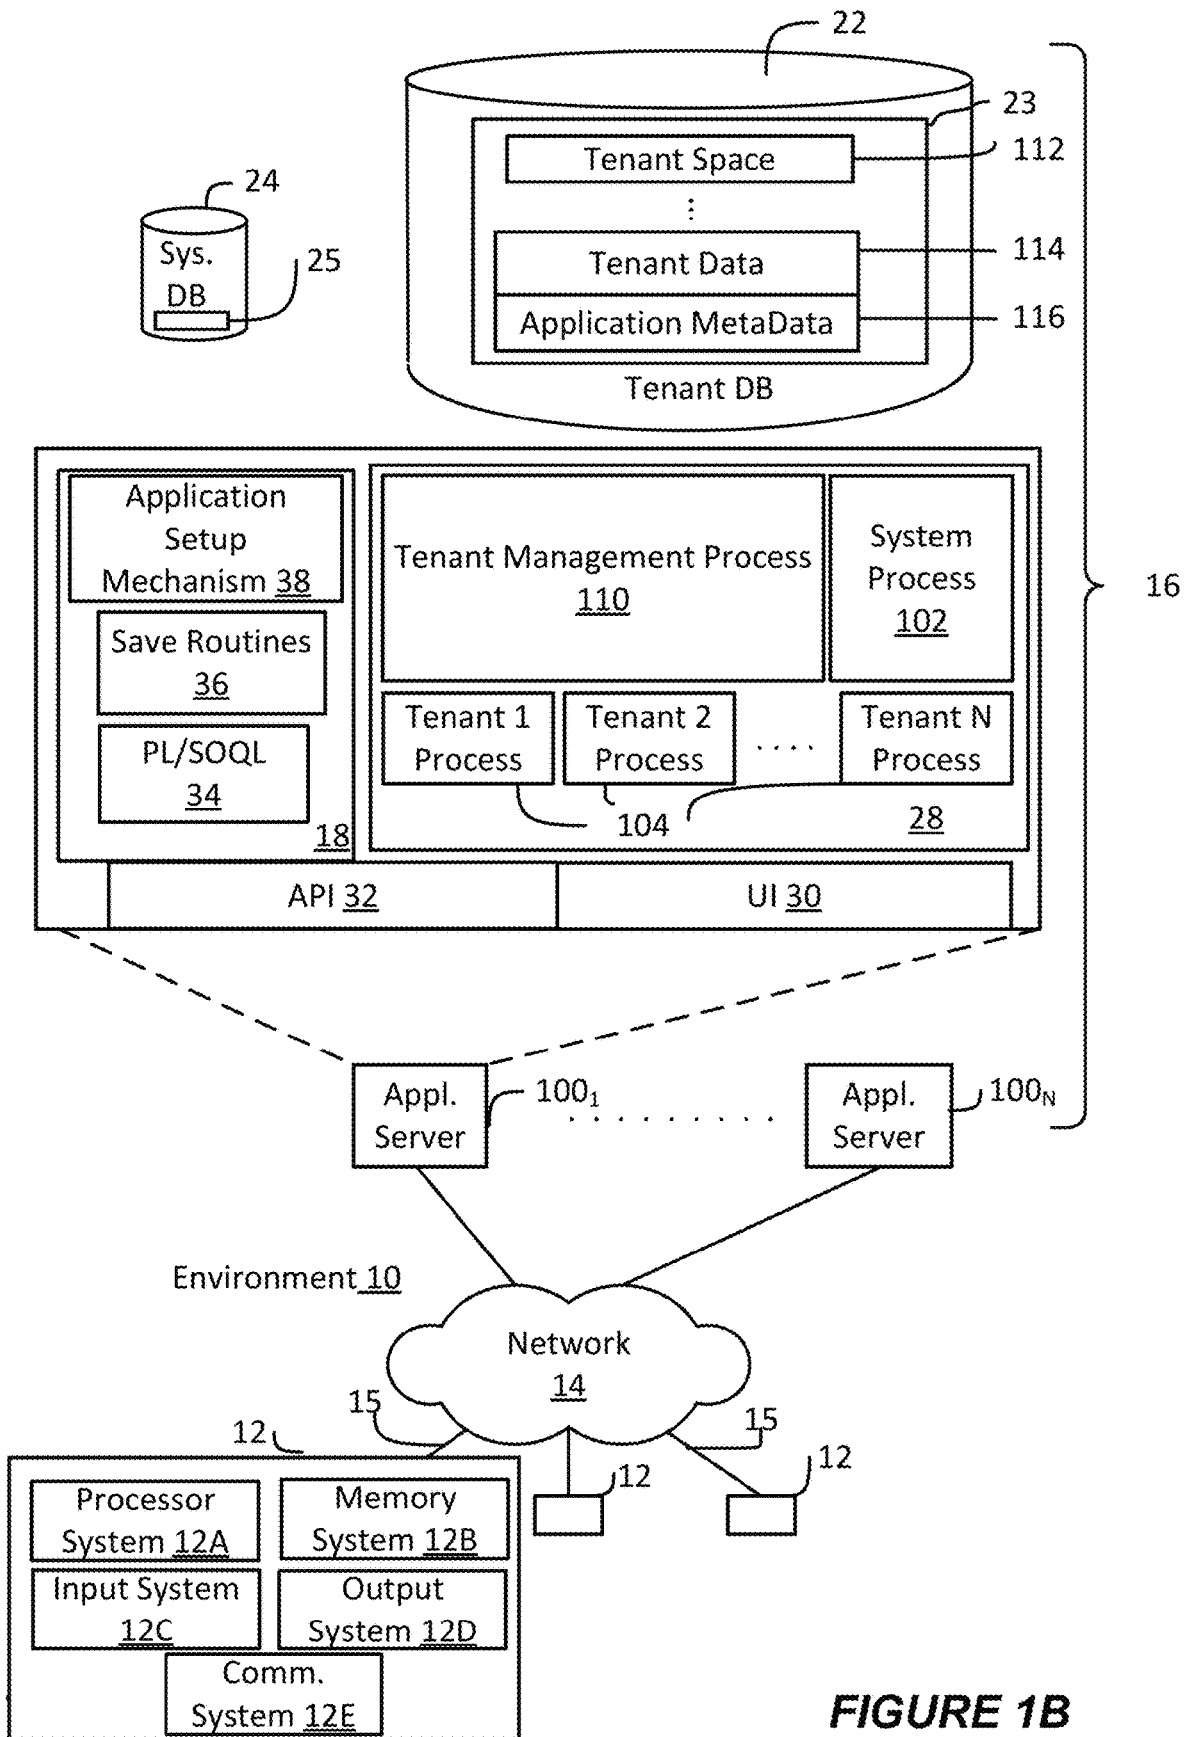 22
23
Tenant Space
112
24
Sys.
DB
25
Tenant Data
114
Application MetaData
116
Tenant DB
Application
Setup
Mechanism 38
Tenant Management Process
110
System
Process
102
16
Save Routines
36
Tenant 1
Process
Tenant 2
Process
Tenant N
Process
PL/SOQL
34
104
28
18
API 32
UI 30
Appl.
Server
100₁
Appl.
Server
100N
Environment 10
Network
14
15
15
12
12
12
Processor
System 12A
Memory
System 12B
Input System
12C
Output
System 12D
Comm.
System 12E
FIGURE 1B